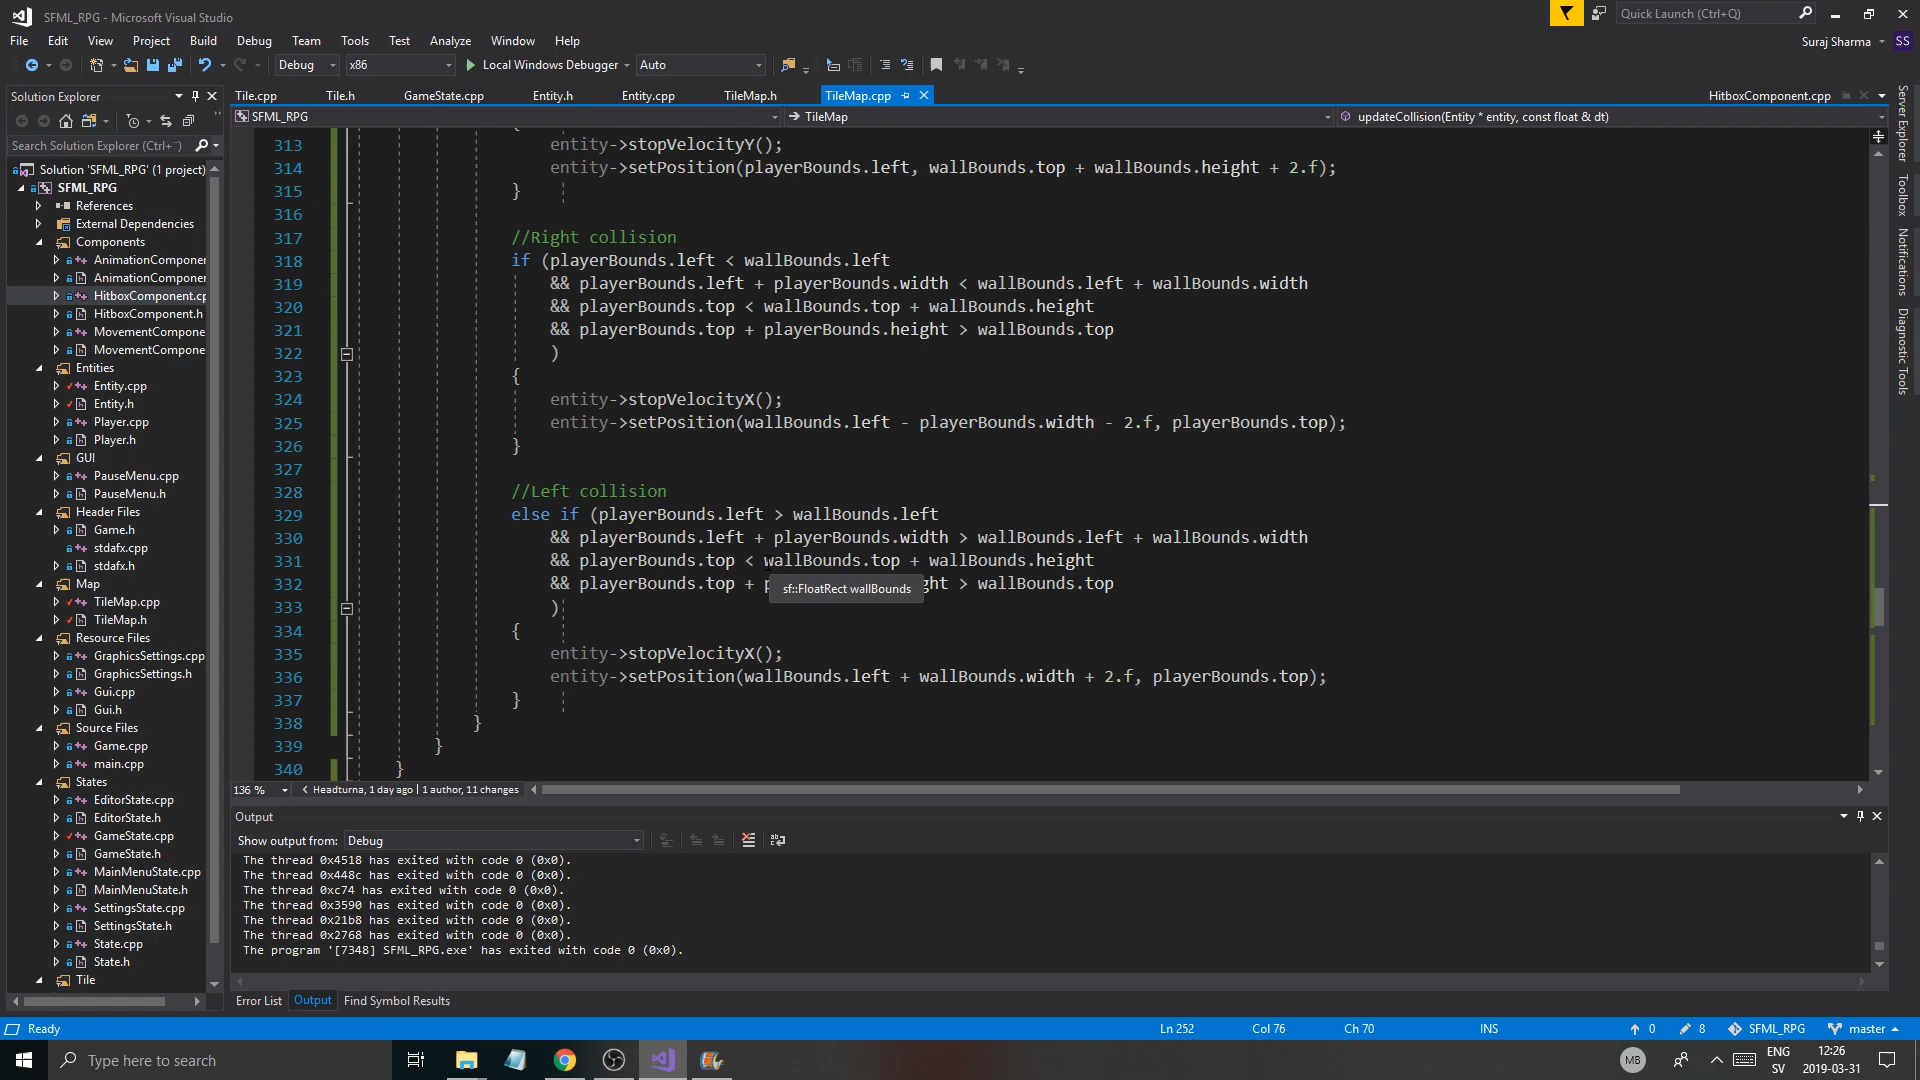 SFML_RPG - Microsoft Visual Studio
Quick Launch (Ctrl+Q)
File Edit View Project Build Debug Team Tools Test Analyze Window Help
Suraj Sharma SS
Debug x86 Local Windows Debugger Auto
Solution Explorer
Tile.cpp Tile.h GameState.cpp Entity.h Entity.cpp TileMap.h TileMap.cpp HitboxComponent.cpp
SFML_RPG TileMap updateCollision(Entity * entity, const float & dt)
Search Solution Explorer (Ctrl+¨)
Solution 'SFML_RPG' (1 project)
SFML_RPG
References
External Dependencies
Components
AnimationComponen
AnimationComponen
HitboxComponent.cp
HitboxComponent.h
MovementCompone
MovementCompone
Entities
Entity.cpp
Entity.h
Player.cpp
Player.h
GUI
PauseMenu.cpp
PauseMenu.h
Header Files
Game.h
stdafx.cpp
stdafx.h
Map
TileMap.cpp
TileMap.h
Resource Files
GraphicsSettings.cpp
GraphicsSettings.h
Gui.cpp
Gui.h
Source Files
Game.cpp
main.cpp
States
EditorState.cpp
EditorState.h
GameState.cpp
GameState.h
MainMenuState.cpp
MainMenuState.h
SettingsState.cpp
SettingsState.h
State.cpp
State.h
Tile
313 entity->stopVelocityY();
314 entity->setPosition(playerBounds.left, wallBounds.top + wallBounds.height + 2.f);
315 }
316
317 //Right collision
318 if (playerBounds.left < wallBounds.left
319 && playerBounds.left + playerBounds.width < wallBounds.left + wallBounds.width
320 && playerBounds.top < wallBounds.top + wallBounds.height
321 && playerBounds.top + playerBounds.height > wallBounds.top
322 )
323 {
324 entity->stopVelocityX();
325 entity->setPosition(wallBounds.left - playerBounds.width - 2.f, playerBounds.top);
326 }
327
328 //Left collision
329 else if (playerBounds.left > wallBounds.left
330 && playerBounds.left + playerBounds.width > wallBounds.left + wallBounds.width
331 && playerBounds.top < wallBounds.top + wallBounds.height
332 && playerBounds.top + p ght > wallBounds.top
sf::FloatRect wallBounds
333 )
334 {
335 entity->stopVelocityX();
336 entity->setPosition(wallBounds.left + wallBounds.width + 2.f, playerBounds.top);
337 }
338 }
339 }
340 }
136 % Headturna, 1 day ago | 1 author, 11 changes
Output
Show output from: Debug
The thread 0x4518 has exited with code 0 (0x0).
The thread 0x448c has exited with code 0 (0x0).
The thread 0xc74 has exited with code 0 (0x0).
The thread 0x3590 has exited with code 0 (0x0).
The thread 0x21b8 has exited with code 0 (0x0).
The thread 0x2768 has exited with code 0 (0x0).
The program '[7348] SFML_RPG.exe' has exited with code 0 (0x0).
Error List Output Find Symbol Results
Server Explorer
Toolbox
Notifications
Diagnostic Tools
Ready Ln 252 Col 76 Ch 70 INS 0 8 SFML_RPG master
Type here to search
MB ENG SV 12:26 2019-03-31